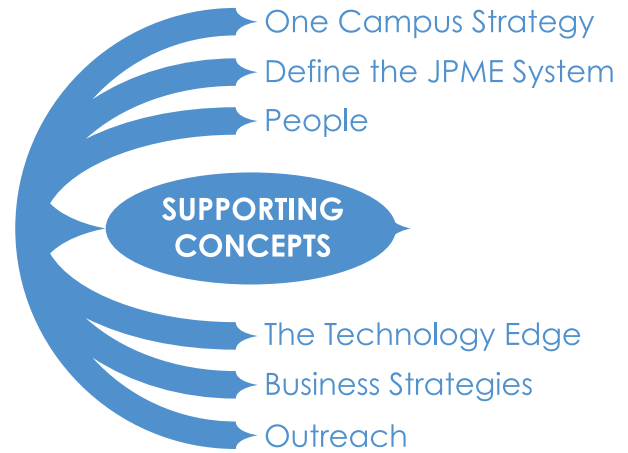 One Campus Strategy
Define the JPME System
People
SUPPORTING
CONCEPTS
The Technology Edge
Business Strategies
Outreach